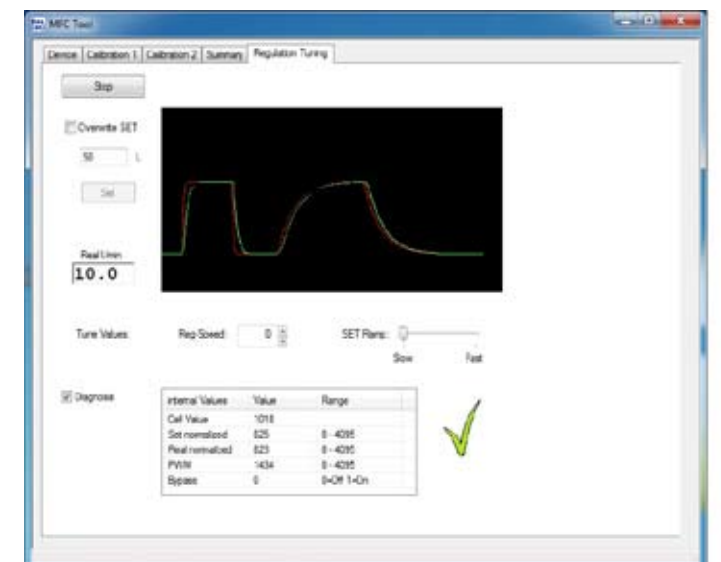 MFC Tool
Device Calibration 1 Calibration 2 Summary Regulation Tuning
Stop
Overwrite SET
50 L
Set
Real l/min
10.0
Tune Values: Reg-Speed: 0 SET Ramp:
Slow Fast
Diagnose
Internal Values Value Range
Cell Value 1018
Set normalized 825 0 - 4095
Real normalized 823 0 - 4095
PWM 1434 0 - 4095
Bypass 0 0=Off 1=On